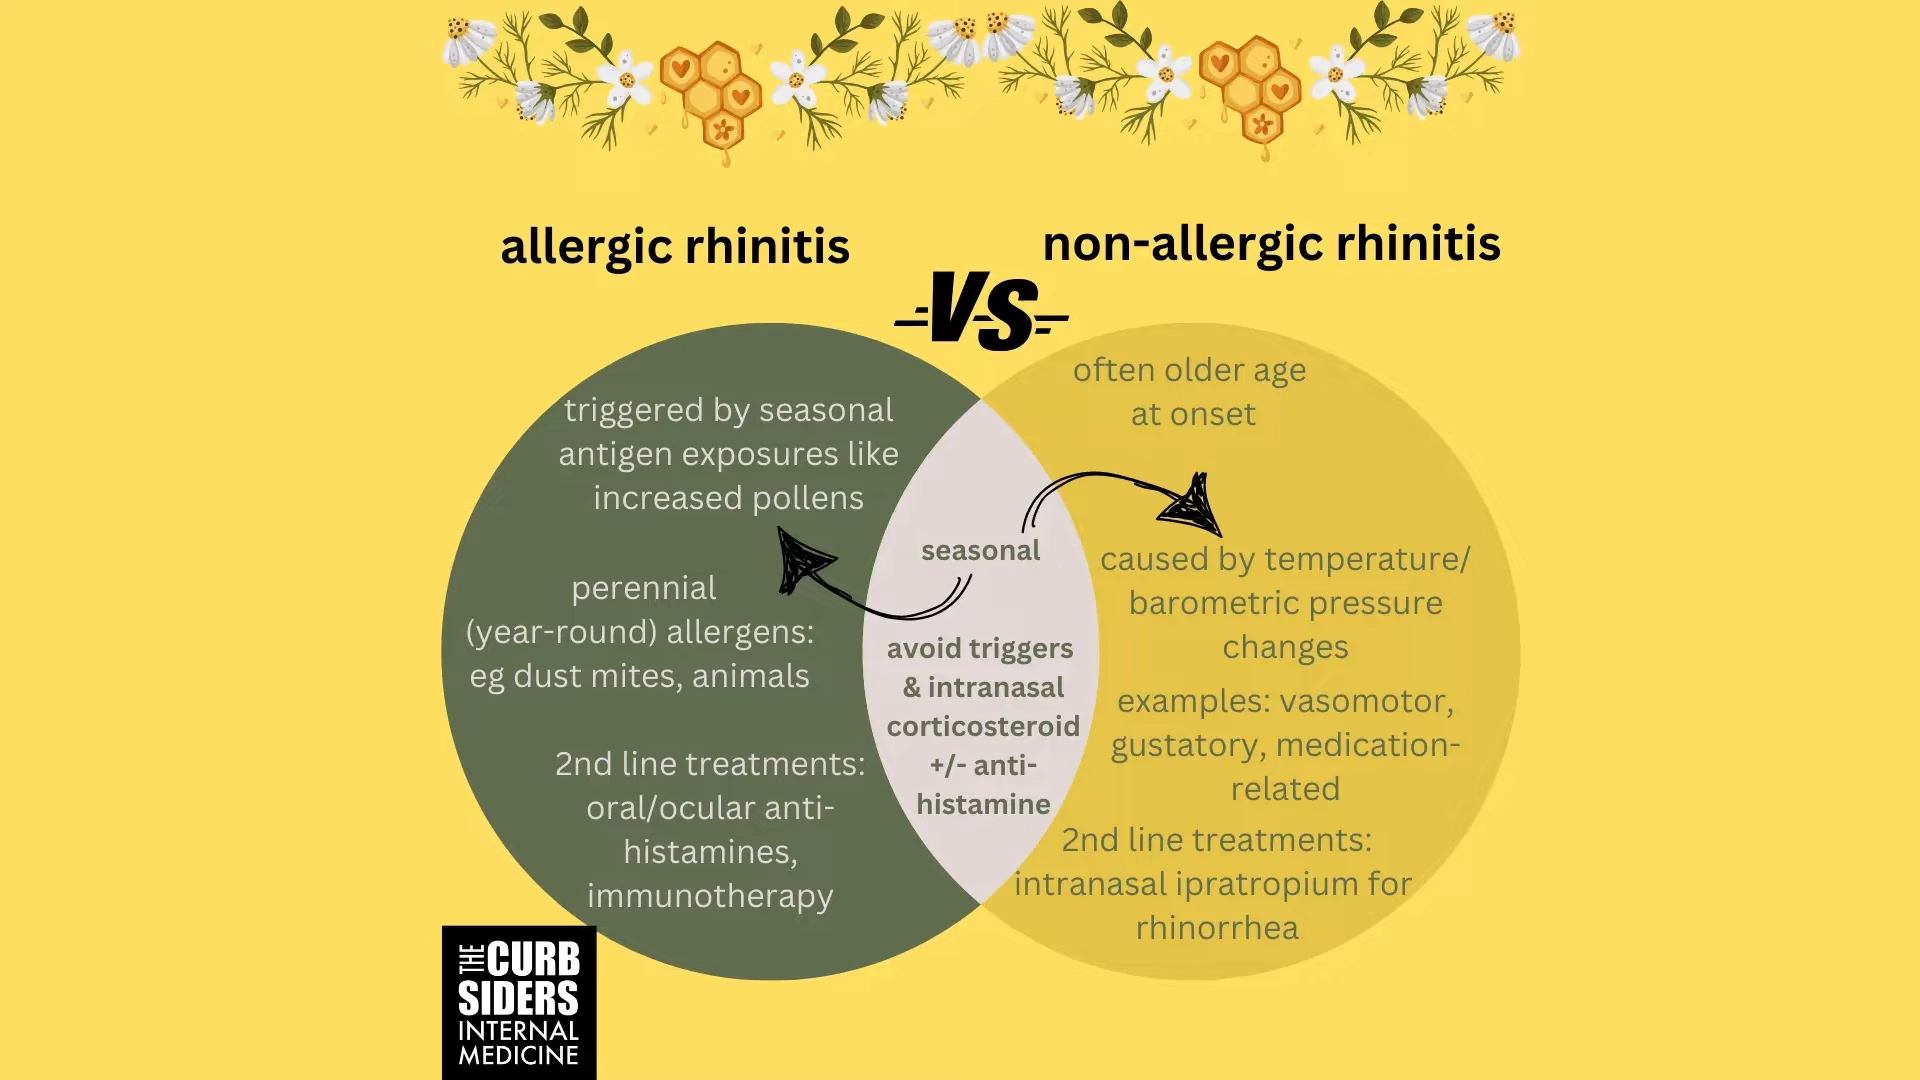 allergic rhinitis
VS
non-allergic rhinitis
triggered by seasonal
antigen exposures like
increased pollens
perennial
(year-round) allergens:
eg dust mites, animals
2nd line treatments:
oral/ocular anti-
histamines,
immunotherapy
seasonal
avoid triggers
& intranasal
corticosteroid
+/- anti-
histamine
often older age
at onset
caused by temperature/
barometric pressure
changes
examples: vasomotor,
gustatory, medication-
related
2nd line treatments:
intranasal ipratropium for
rhinorrhea
THE CURB
SIDERS
INTERNAL
MEDICINE